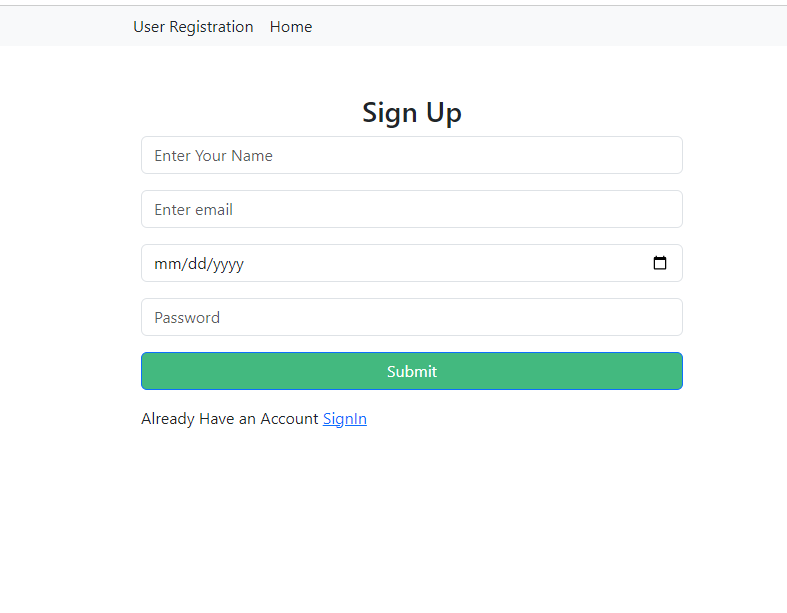 User Registration Home
Sign Up
Enter Your Name
Enter email
mm/dd/yyyy
Password
Submit
Already Have an Account SignIn